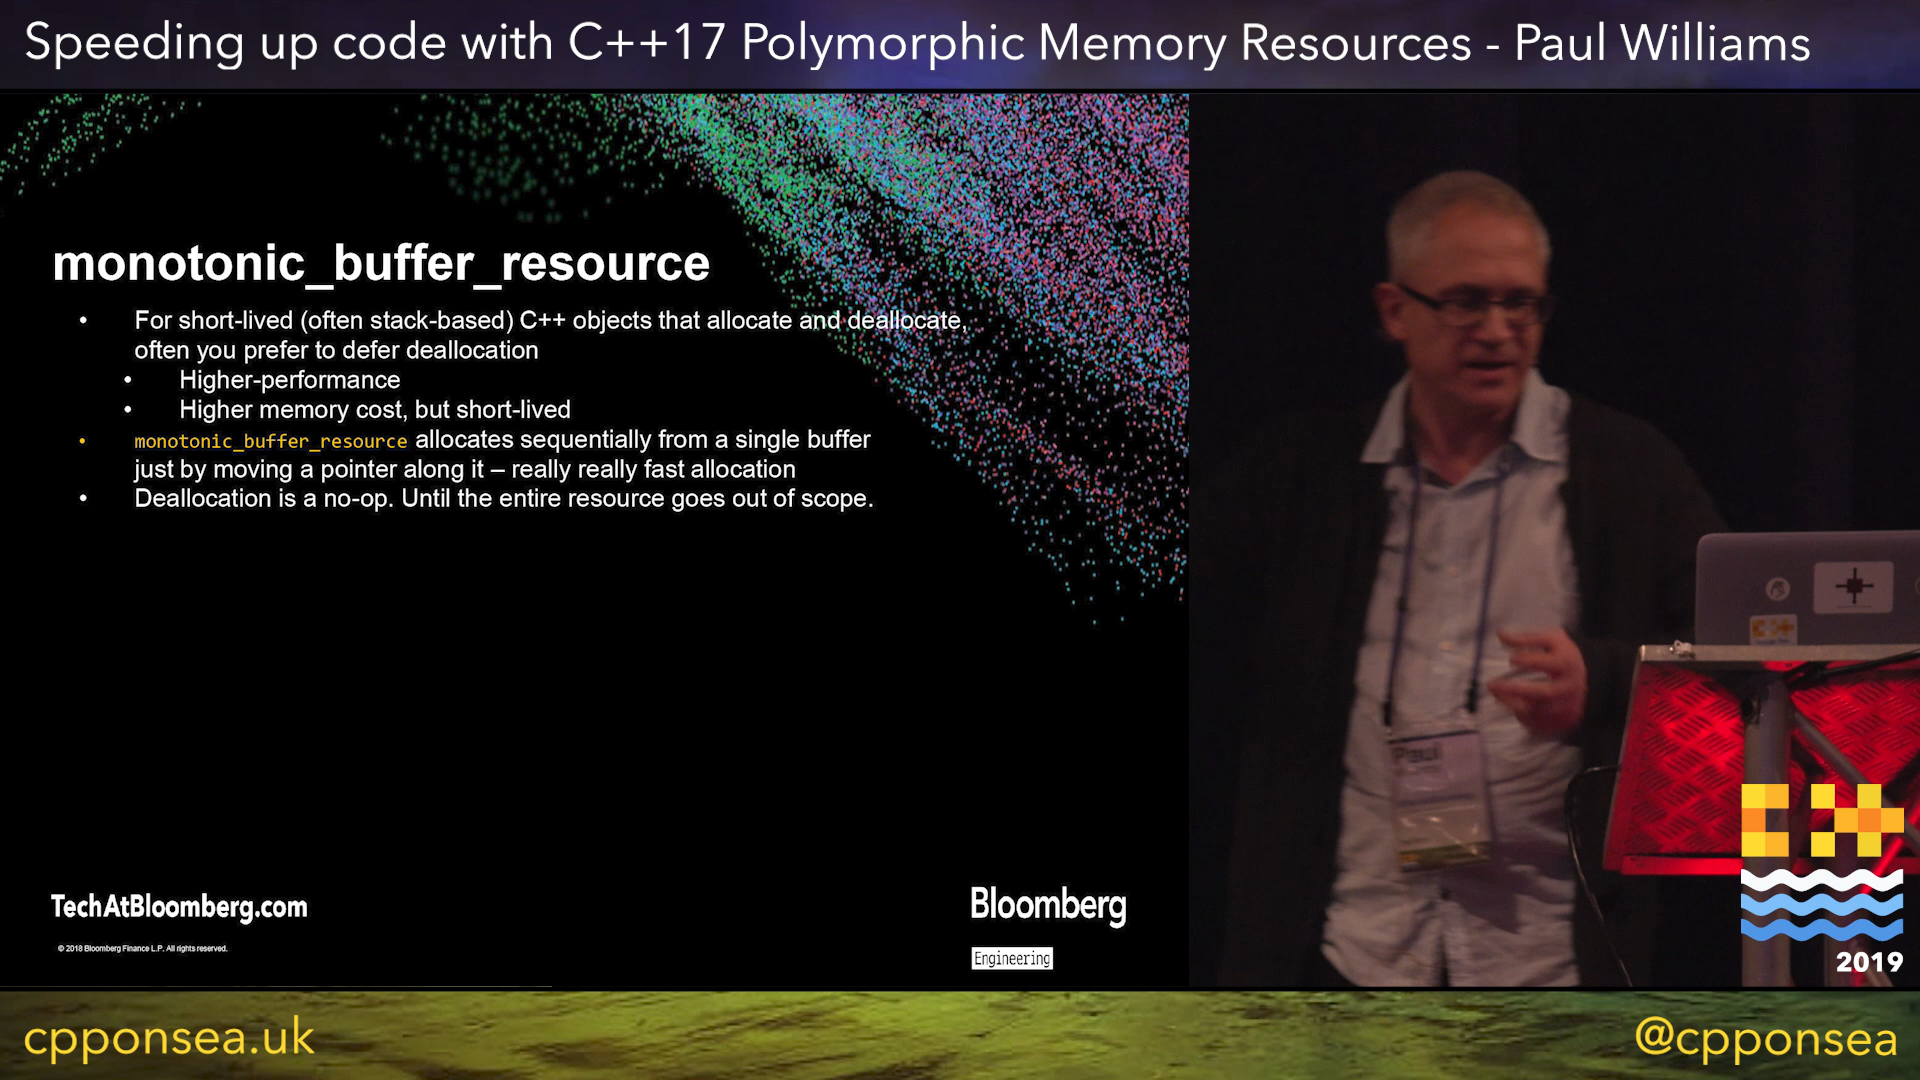 Speeding up code with C++17 Polymorphic Memory Resources - Paul Williams
monotonic_buffer_resource
• For short-lived (often stack-based) C++ objects that allocate and deallocate,
often you prefer to defer deallocation
• Higher-performance
• Higher memory cost, but short-lived
• monotonic_buffer_resource allocates sequentially from a single buffer
just by moving a pointer along it – really really fast allocation
• Deallocation is a no-op. Until the entire resource goes out of scope.
TechAtBloomberg.com
© 2018 Bloomberg Finance L.P. All rights reserved.
Bloomberg
Engineering
Paul
C++
2019
cpponsea.uk
@cpponsea